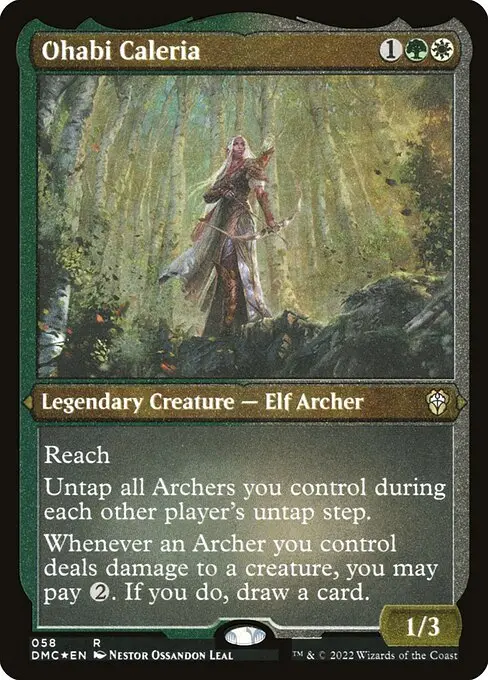 Ohabi Caleria 1
Legendary Creature — Elf Archer
Reach
Untap all Archers you control during
each other player's untap step.
Whenever an Archer you control
deals damage to a creature, you may
pay 2. If you do, draw a card.
1/3
058 R
DMC★EN Nestor Ossandon Leal ™ & © 2022 Wizards of the Coast